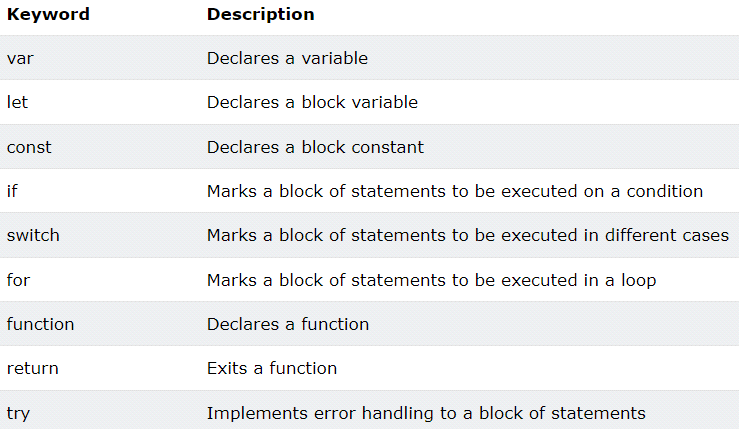 Keyword Description
var Declares a variable
let Declares a block variable
const Declares a block constant
if Marks a block of statements to be executed on a condition
switch Marks a block of statements to be executed in different cases
for Marks a block of statements to be executed in a loop
function Declares a function
return Exits a function
try Implements error handling to a block of statements